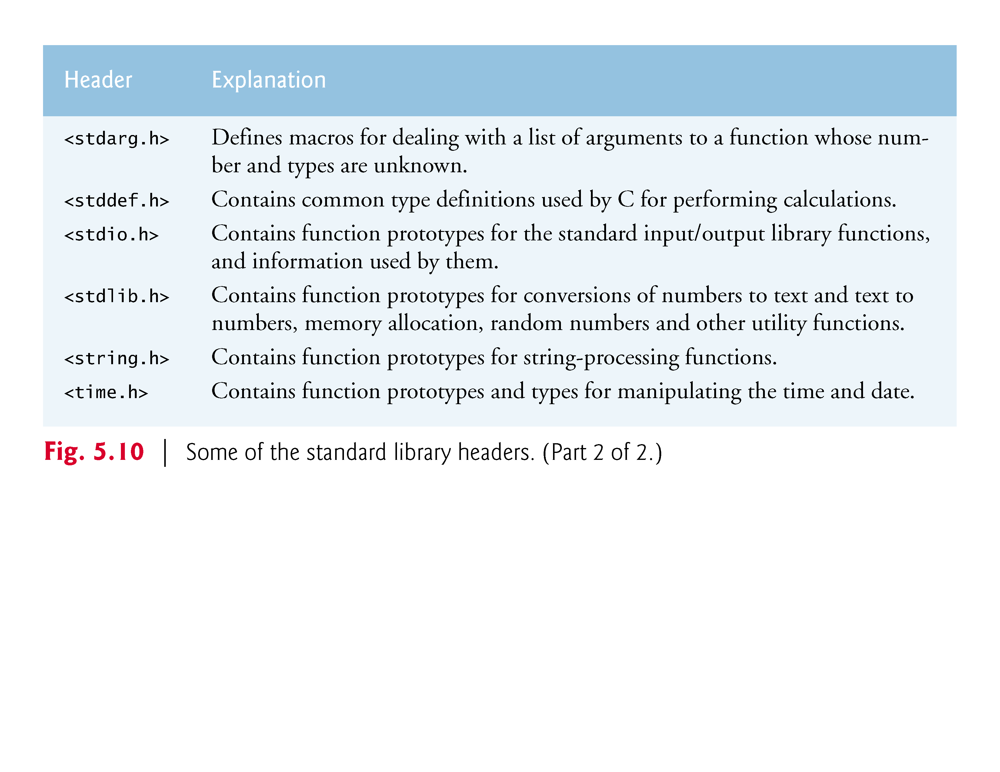 Header Explanation
<stdarg.h> Defines macros for dealing with a list of arguments to a function whose num-
ber and types are unknown.
<stddef.h> Contains common type definitions used by C for performing calculations.
<stdio.h> Contains function prototypes for the standard input/output library functions,
and information used by them.
<stdlib.h> Contains function prototypes for conversions of numbers to text and text to
numbers, memory allocation, random numbers and other utility functions.
<string.h> Contains function prototypes for string-processing functions.
<time.h> Contains function prototypes and types for manipulating the time and date.
Fig. 5.10 | Some of the standard library headers. (Part 2 of 2.)